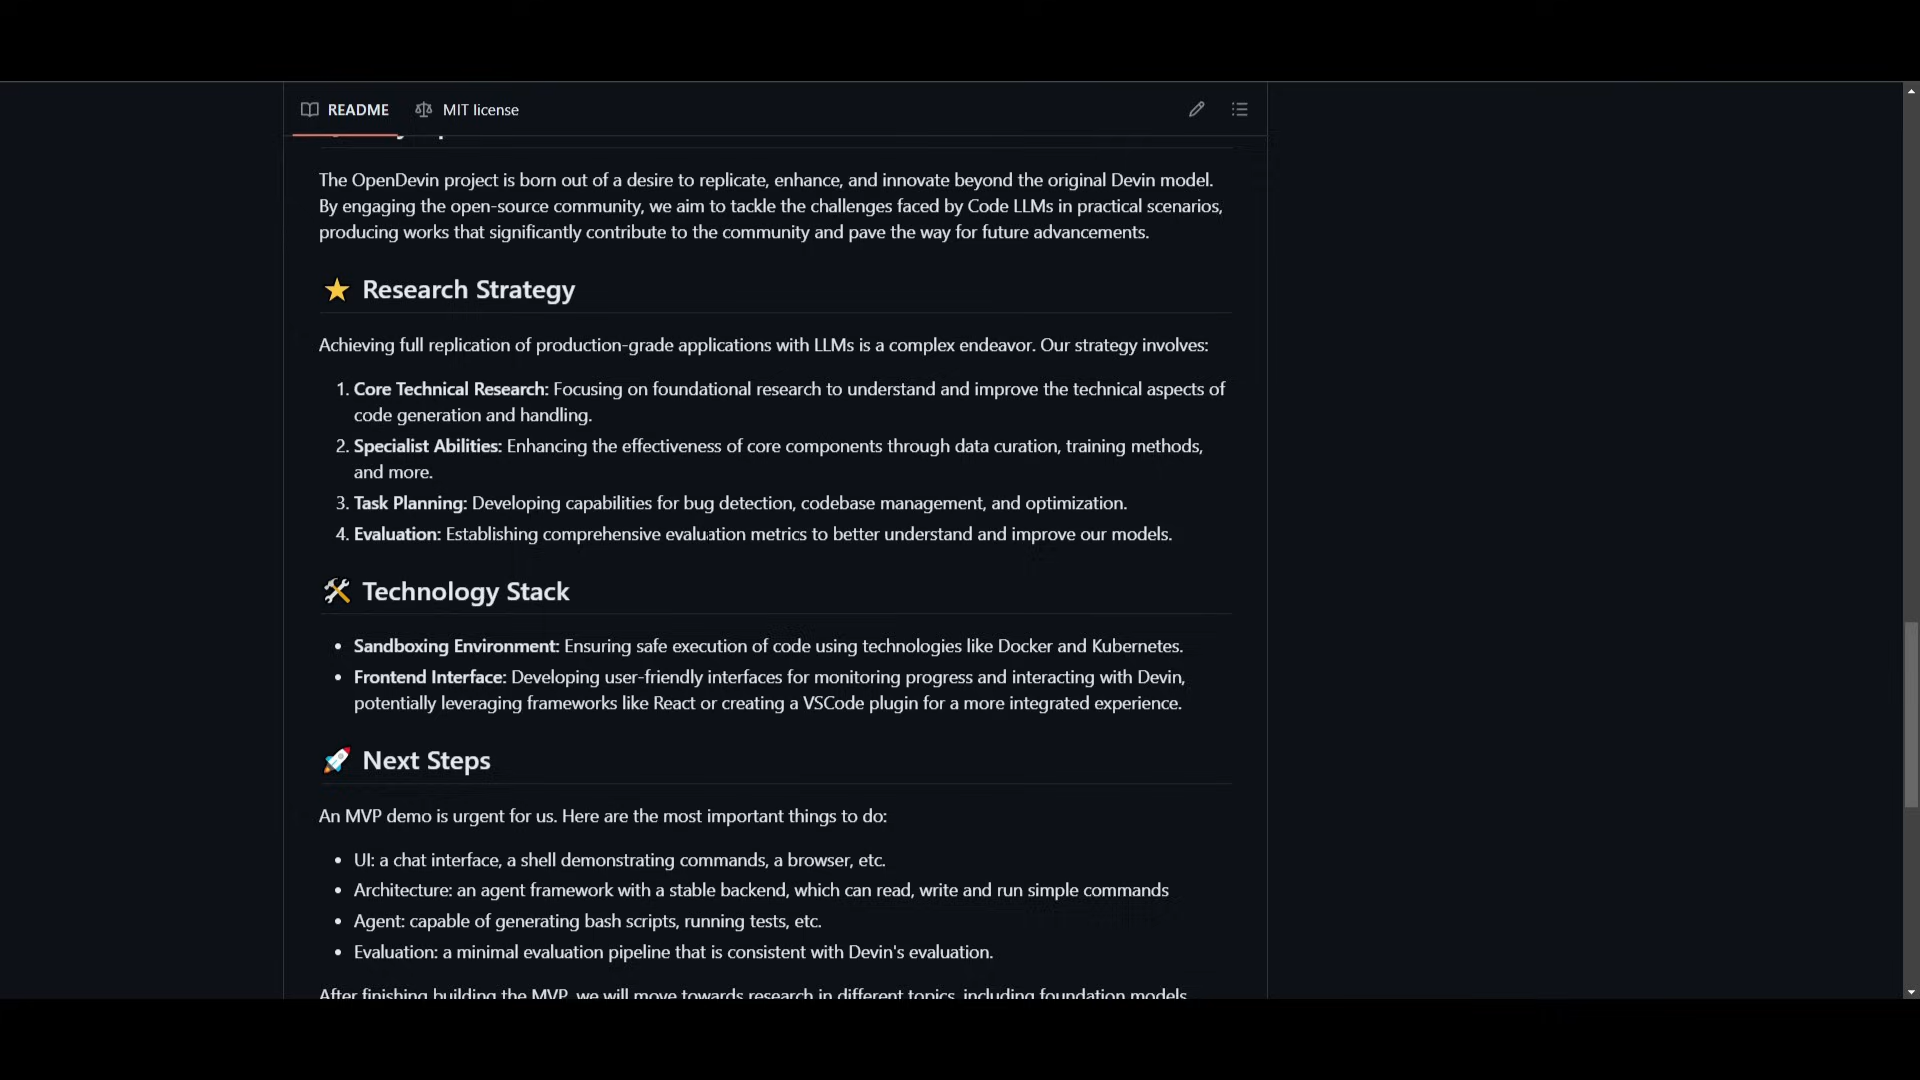 README
MIT license
The OpenDevin project is born out of a desire to replicate, enhance, and innovate beyond the original Devin model.
By engaging the open-source community, we aim to tackle the challenges faced by Code LLMs in practical scenarios,
producing works that significantly contribute to the community and pave the way for future advancements.
⭐ Research Strategy
Achieving full replication of production-grade applications with LLMs is a complex endeavor. Our strategy involves:
1. Core Technical Research: Focusing on foundational research to understand and improve the technical aspects of
code generation and handling.
2. Specialist Abilities: Enhancing the effectiveness of core components through data curation, training methods,
and more.
3. Task Planning: Developing capabilities for bug detection, codebase management, and optimization.
4. Evaluation: Establishing comprehensive evaluation metrics to better understand and improve our models.
🛠 Technology Stack
• Sandboxing Environment: Ensuring safe execution of code using technologies like Docker and Kubernetes.
• Frontend Interface: Developing user-friendly interfaces for monitoring progress and interacting with Devin,
potentially leveraging frameworks like React or creating a VSCode plugin for a more integrated experience.
🚀 Next Steps
An MVP demo is urgent for us. Here are the most important things to do:
• UI: a chat interface, a shell demonstrating commands, a browser, etc.
• Architecture: an agent framework with a stable backend, which can read, write and run simple commands
• Agent: capable of generating bash scripts, running tests, etc.
• Evaluation: a minimal evaluation pipeline that is consistent with Devin's evaluation.
After finishing building the MVP, we will move towards research in different topics, including foundation models